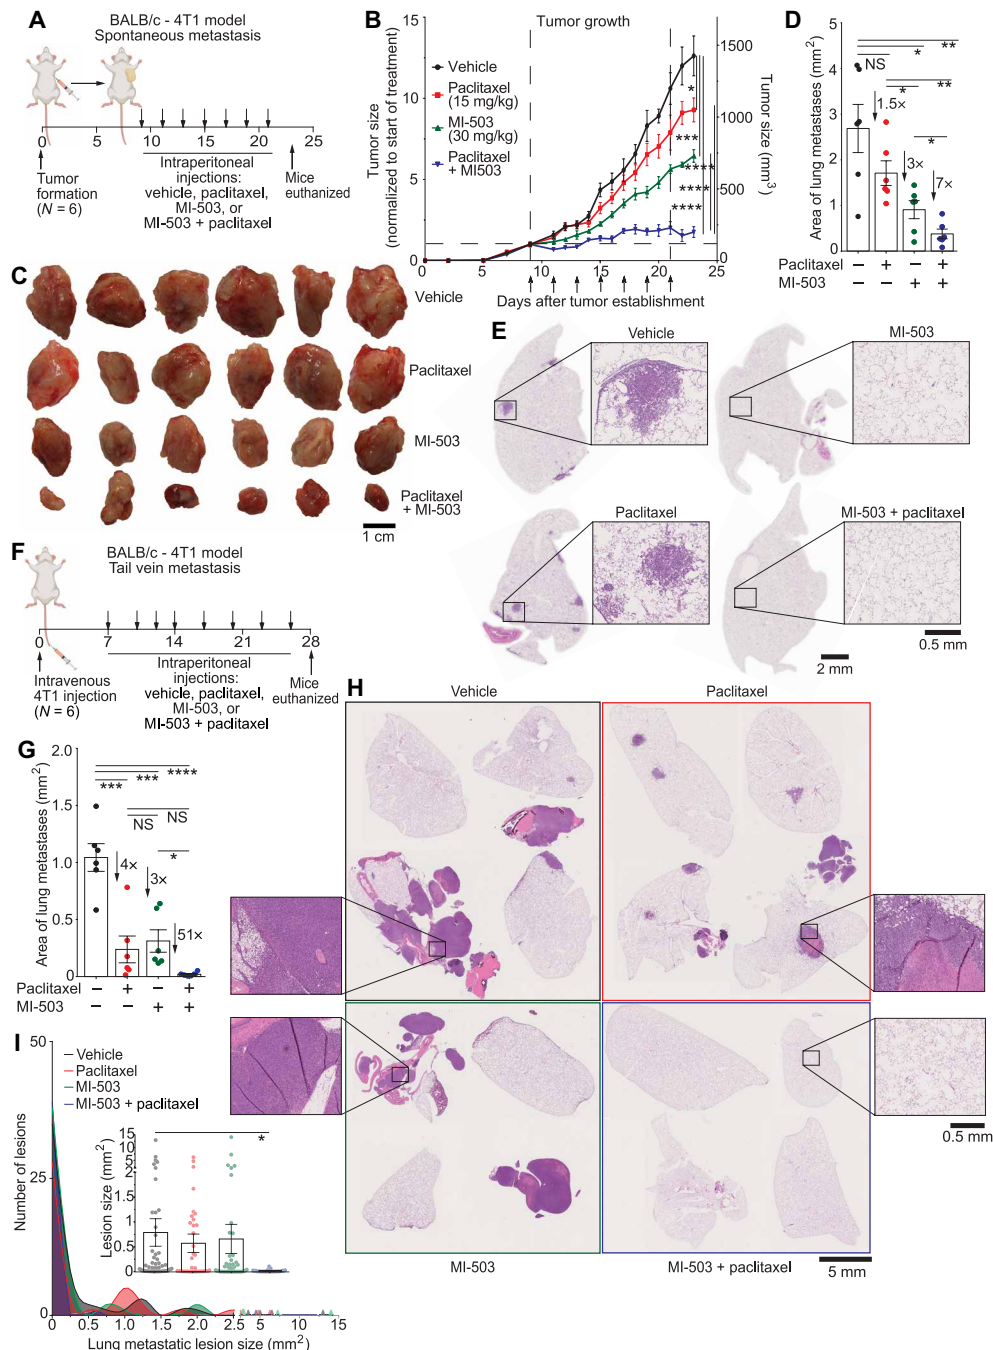 A
BALB/c - 4T1 model
Spontaneous metastasis
0
5
10
15
20
25
Tumor
formation
(N = 6)
Intraperitoneal
injections:
vehicle, paclitaxel,
MI-503, or
MI-503 + paclitaxel
Mice
euthanized
B
Tumor growth
Tumor size
(normalized to start of treatment)
15
10
5
1
0
Vehicle
Paclitaxel
(15 mg/kg)
MI-503
(30 mg/kg)
Paclitaxel
+ MI503
*
***
****
****
****
1500
1000
500
0
Tumor size (mm3)
0
5
10
15
20
25
Days after tumor establishment
D
Area of lung metastases (mm2)
5
4
3
2
1
0
**
*
NS
**
*
*
1.5×
3×
7×
Paclitaxel – + – +
MI-503 – – + +
C
Vehicle
Paclitaxel
MI-503
Paclitaxel
+ MI-503
1 cm
E
Vehicle
MI-503
Paclitaxel
MI-503 + paclitaxel
2 mm
0.5 mm
F
BALB/c - 4T1 model
Tail vein metastasis
0
7
14
21
28
Intravenous
4T1 injection
(N = 6)
Intraperitoneal
injections:
vehicle, paclitaxel,
MI-503, or
MI-503 + paclitaxel
Mice
euthanized
G
Area of lung metastases (mm2)
2.0
1.5
1.0
0.5
0
****
***
***
NS
NS
*
4×
3×
51×
Paclitaxel – + – +
MI-503 – – + +
H
Vehicle
Paclitaxel
MI-503
MI-503 + paclitaxel
0.5 mm
5 mm
I
Number of lesions
50
25
0
Vehicle
Paclitaxel
MI-503
MI-503 + paclitaxel
Lesion size (mm2)
15
10
5
2
1
0.5
0
*
0
0.5
1.0
1.5
2.0
2.5
5
10
15
Lung metastatic lesion size (mm2)